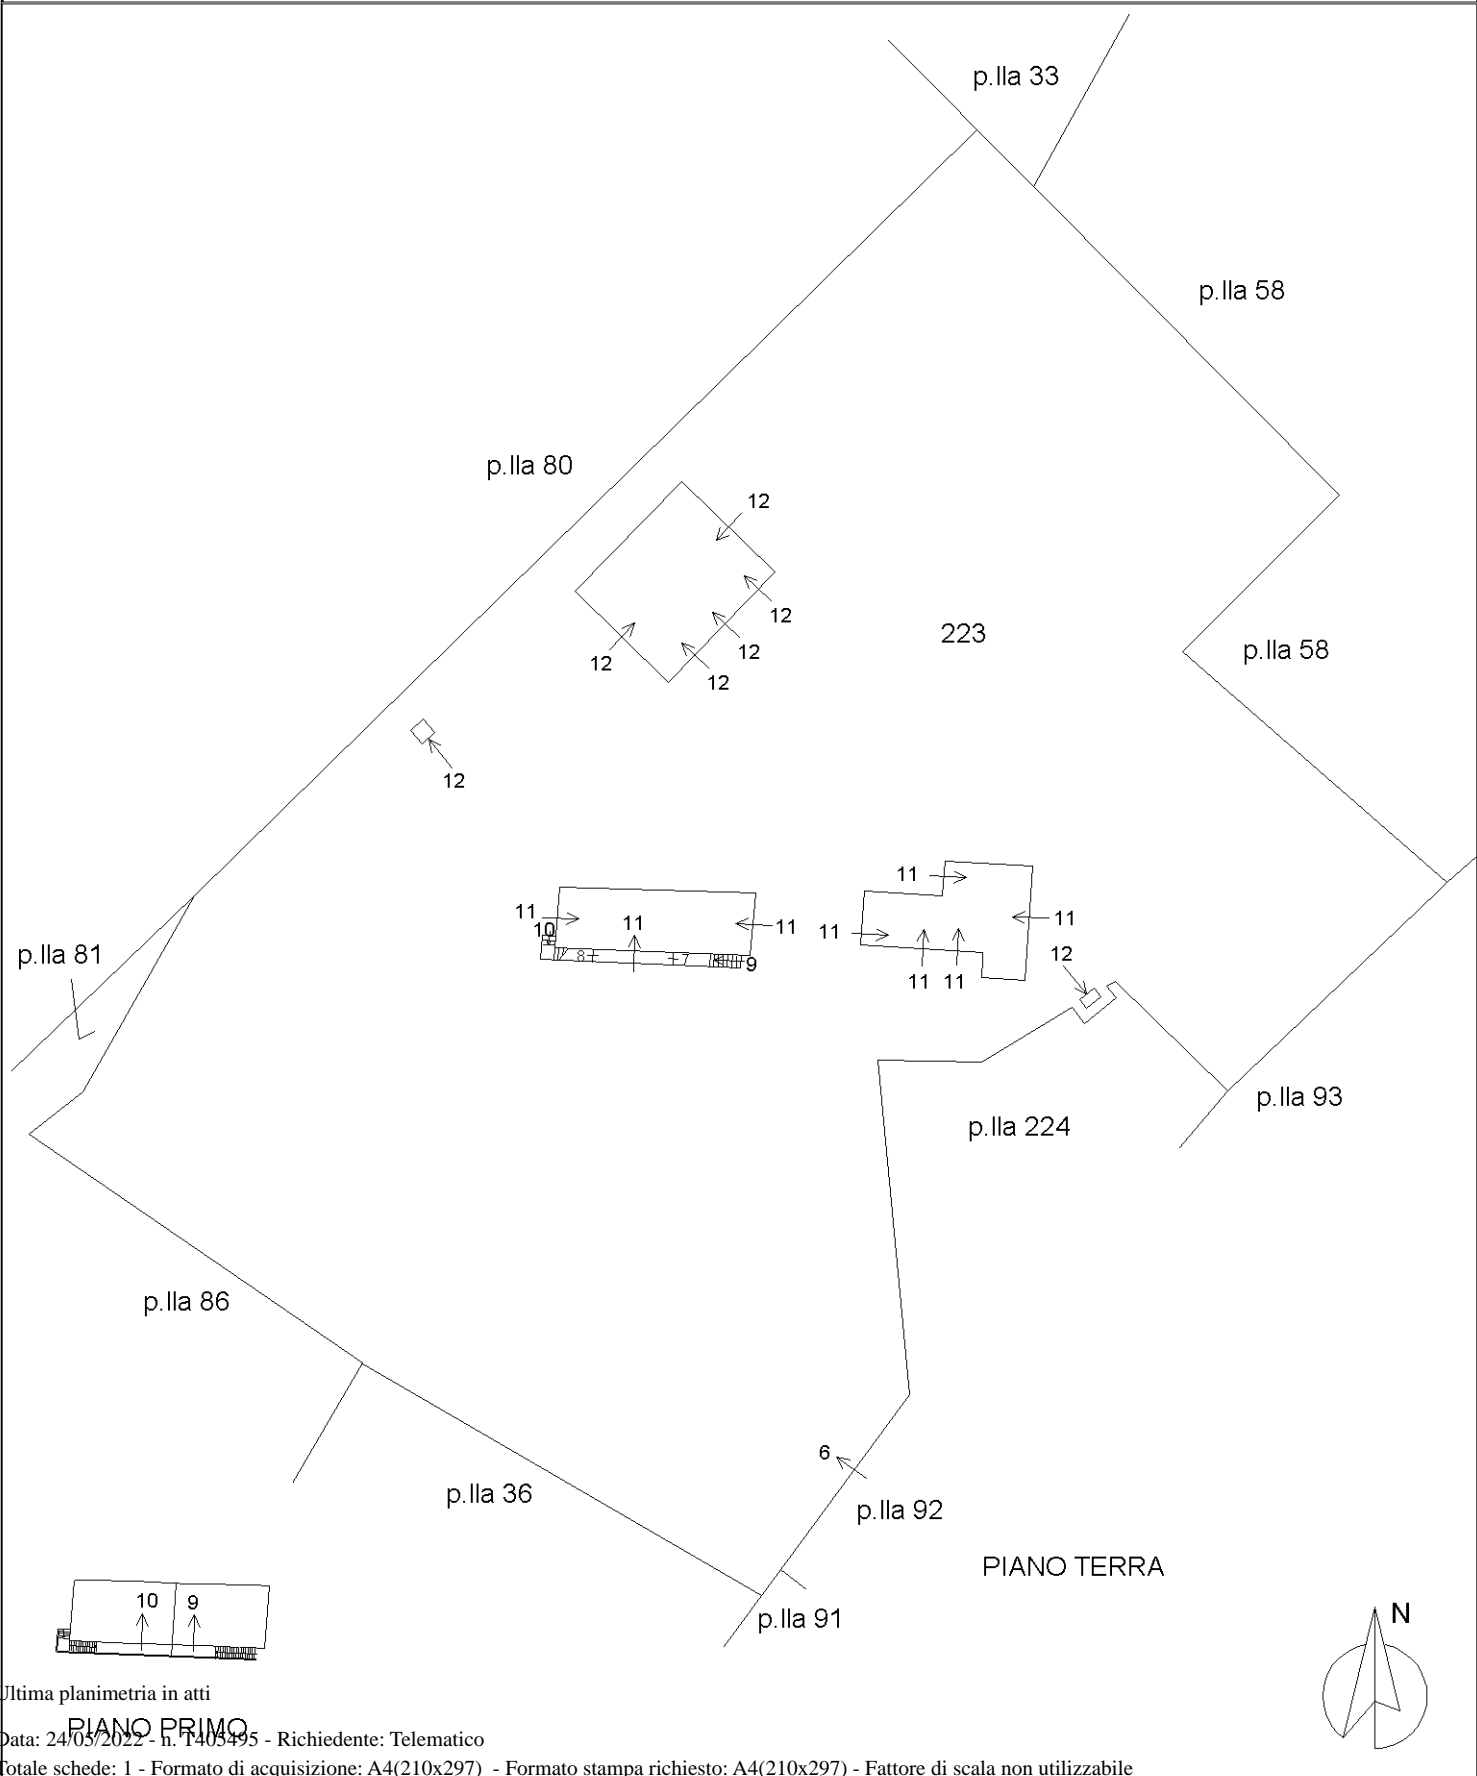 p.lla 33
p.lla 58
p.lla 80
12
12
12
12
12
223
p.lla 58
12
11
11
11
11
10
11
11
11
8
7
9
12
p.lla 81
11
11
p.lla 93
p.lla 224
p.lla 86
6
p.lla 36
p.lla 92
PIANO TERRA
10
9
p.lla 91
N
Ultima planimetria in atti
PIANO PRIMO
Data: 24/05/2022 - n. T405495 - Richiedente: Telematico
Totale schede: 1 - Formato di acquisizione: A4(210x297) - Formato stampa richiesto: A4(210x297) - Fattore di scala non utilizzabile